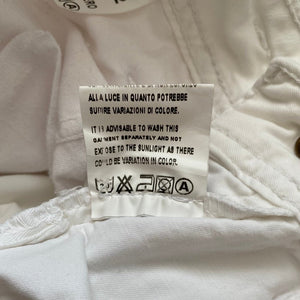 ALLA LUCE IN QUANTO POTREBBE
SUBIRE VARIAZIONI DI COLORE.
IT IS ADVISABLE TO WASH THIS
GARMENT SEPARATELY AND NOT
EXPOSE TO THE SUNLIGHT AS THERE
COULD BE VARIATION IN COLOR.
A